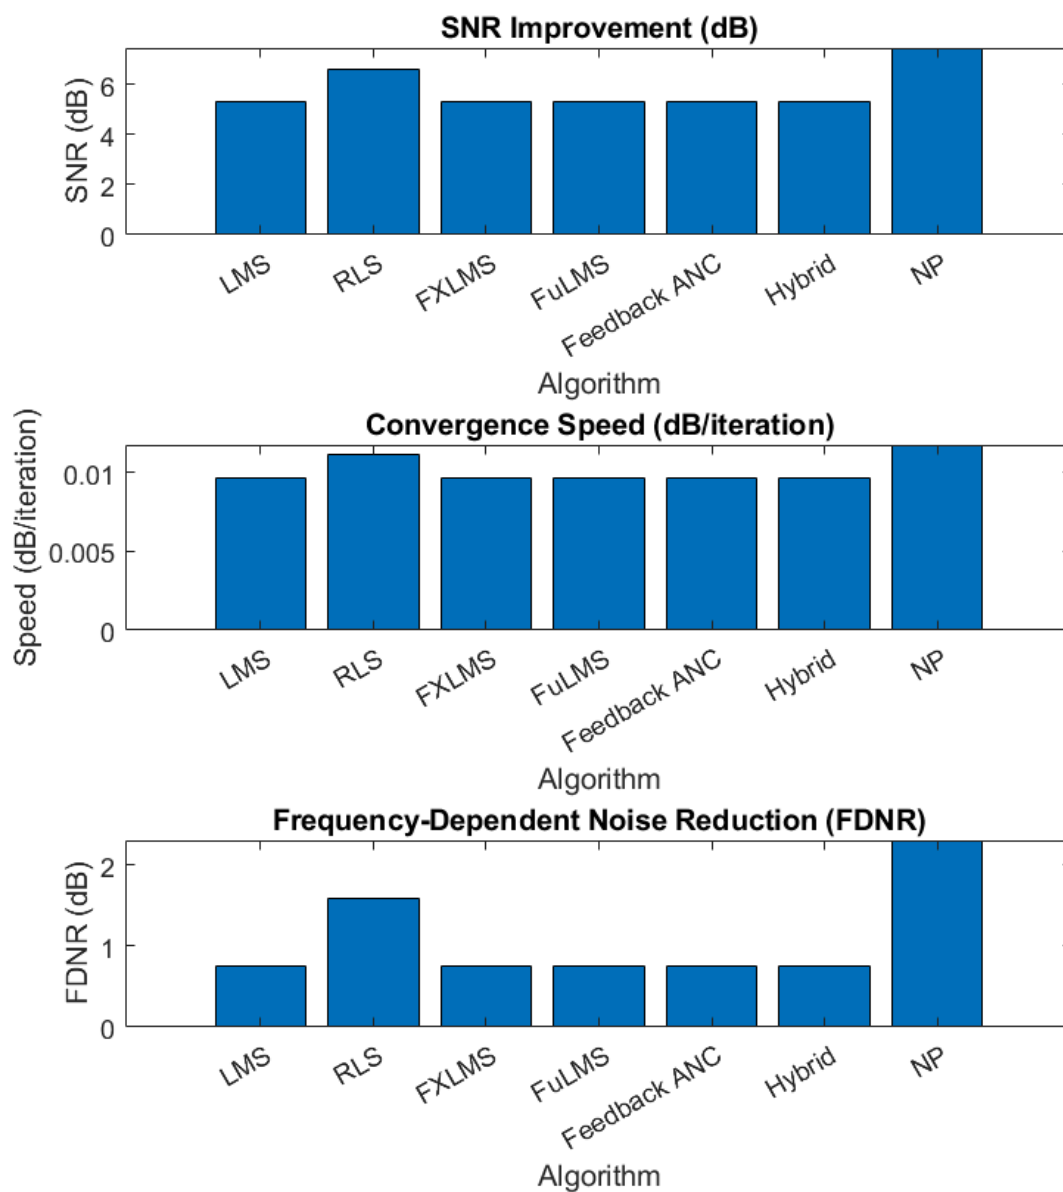 SNR Improvement (dB)
SNR (dB)
6
4
2
0
LMS
RLS
FXLMS
FuLMS
Feedback ANC
Hybrid
NP
Algorithm
Convergence Speed (dB/iteration)
Speed (dB/iteration)
0.01
0.005
0
LMS
RLS
FXLMS
FuLMS
Feedback ANC
Hybrid
NP
Algorithm
Frequency-Dependent Noise Reduction (FDNR)
FDNR (dB)
2
1
0
LMS
RLS
FXLMS
FuLMS
Feedback ANC
Hybrid
NP
Algorithm